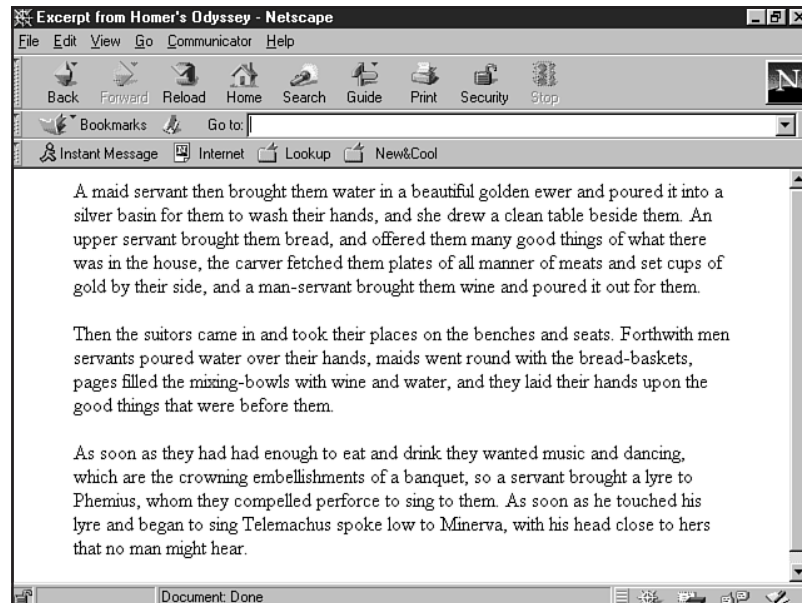 Excerpt from Homer's Odyssey - Netscape
File Edit View Go Communicator Help
Back Forward Reload Home Search Guide Print Security Stop
N
Bookmarks Go to:
Instant Message Internet Lookup New&Cool
A maid servant then brought them water in a beautiful golden ewer and poured it into a
silver basin for them to wash their hands, and she drew a clean table beside them. An
upper servant brought them bread, and offered them many good things of what there
was in the house, the carver fetched them plates of all manner of meats and set cups of
gold by their side, and a man-servant brought them wine and poured it out for them.
Then the suitors came in and took their places on the benches and seats. Forthwith men
servants poured water over their hands, maids went round with the bread-baskets,
pages filled the mixing-bowls with wine and water, and they laid their hands upon the
good things that were before them.
As soon as they had had enough to eat and drink they wanted music and dancing,
which are the crowning embellishments of a banquet, so a servant brought a lyre to
Phemius, whom they compelled perforce to sing to them. As soon as he touched his
lyre and began to sing Telemachus spoke low to Minerva, with his head close to hers
that no man might hear.
Document: Done